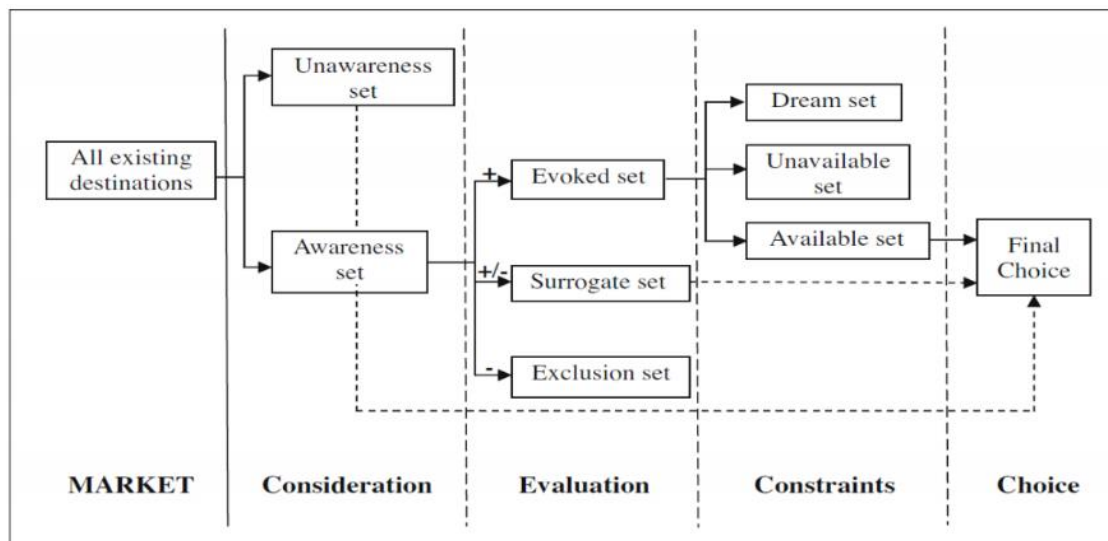 Unawareness
set
All existing
destinations
Awareness
set
+
Evoked set
+/-
Surrogate set
-
Exclusion set
Dream set
Unavailable
set
Available set
Final
Choice
MARKET
Consideration
Evaluation
Constraints
Choice